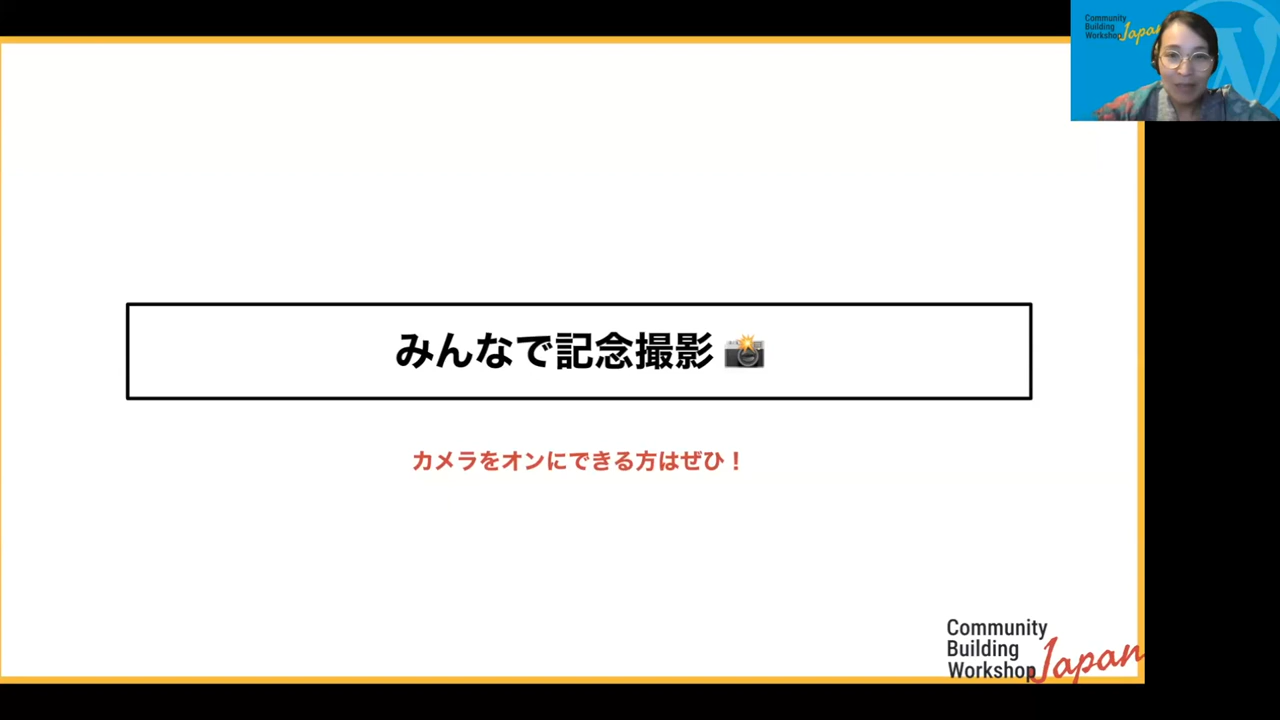 Community
Building
Workshop Japan
みんなで記念撮影 📸
カメラをオンにできる方はぜひ！
Community
Building
Workshop Japan